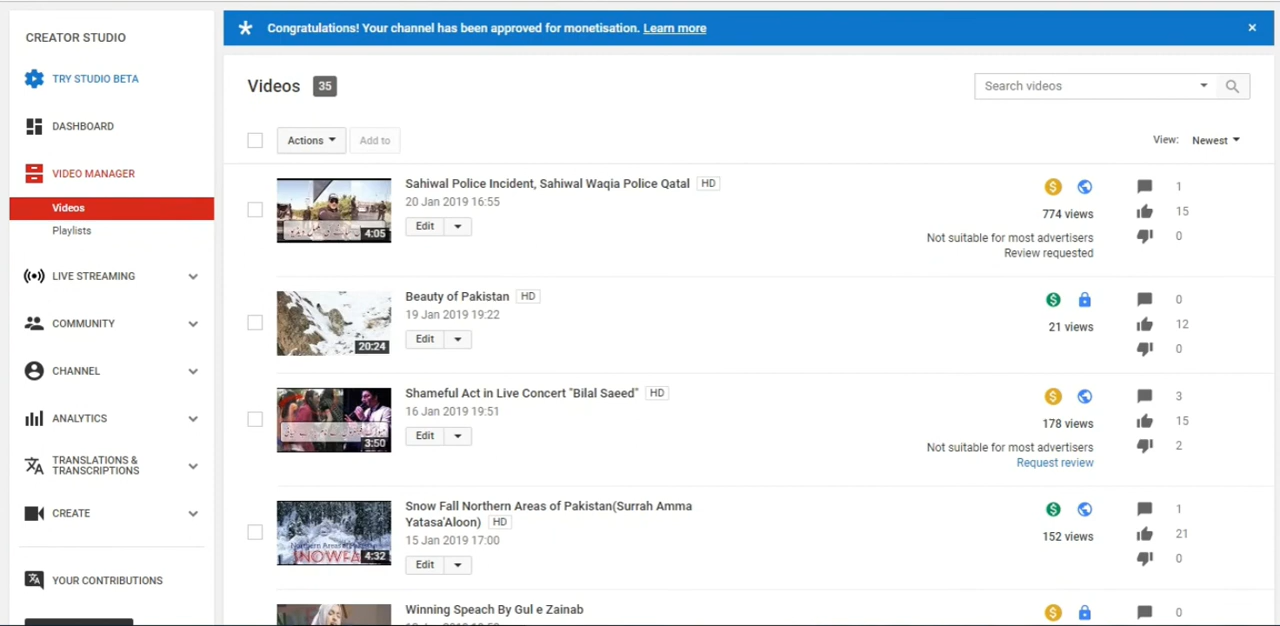 CREATOR STUDIO
TRY STUDIO BETA
DASHBOARD
VIDEO MANAGER
Videos
Playlists
LIVE STREAMING
COMMUNITY
CHANNEL
ANALYTICS
TRANSLATIONS &
TRANSCRIPTIONS
CREATE
YOUR CONTRIBUTIONS
Congratulations! Your channel has been approved for monetisation. Learn more
Videos 35
Search videos
Actions Add to
View: Newest
4:05
Sahiwal Police Incident, Sahiwal Waqia Police Qatal HD
20 Jan 2019 16:55
Edit
774 views
Not suitable for most advertisers
Review requested
1
15
0
20:24
Beauty of Pakistan HD
19 Jan 2019 19:22
Edit
21 views
0
12
0
3:50
Shameful Act in Live Concert "Bilal Saeed" HD
16 Jan 2019 19:51
Edit
178 views
Not suitable for most advertisers
Request review
3
15
2
Northern Areas of Pakistan
SNOWFA
4:32
Snow Fall Northern Areas of Pakistan(Surrah Amma
Yatasa'Aloon) HD
15 Jan 2019 17:00
Edit
152 views
1
21
0
Winning Speach By Gul e Zainab
0